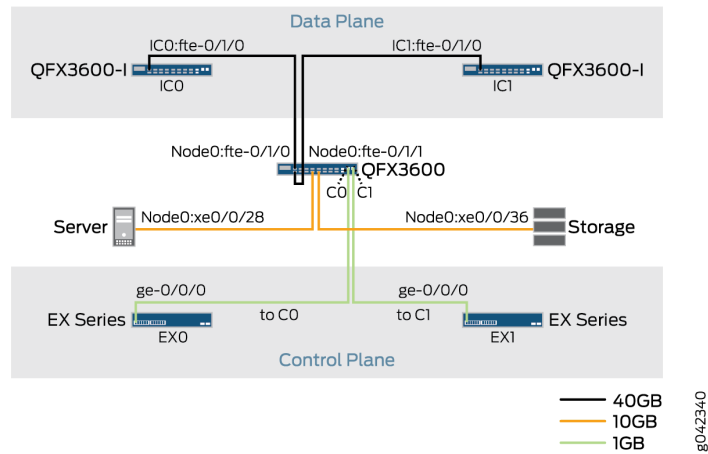 Data Plane
IC0:fte-0/1/0
IC1:fte-0/1/0
QFX3600-I
QFX3600-I
IC0
IC1
Node0:fte-0/1/0
Node0:fte-1/1
QFX3600
C0
C1
Node0:xe0/0/28
Node0:xe0/0/36
Server
Storage
ge-0/0/0
ge-0/0/0
EX Series
to C0
to C1
EX Series
EX0
EX1
Control Plane
40GB
10GB
1GB
g042340